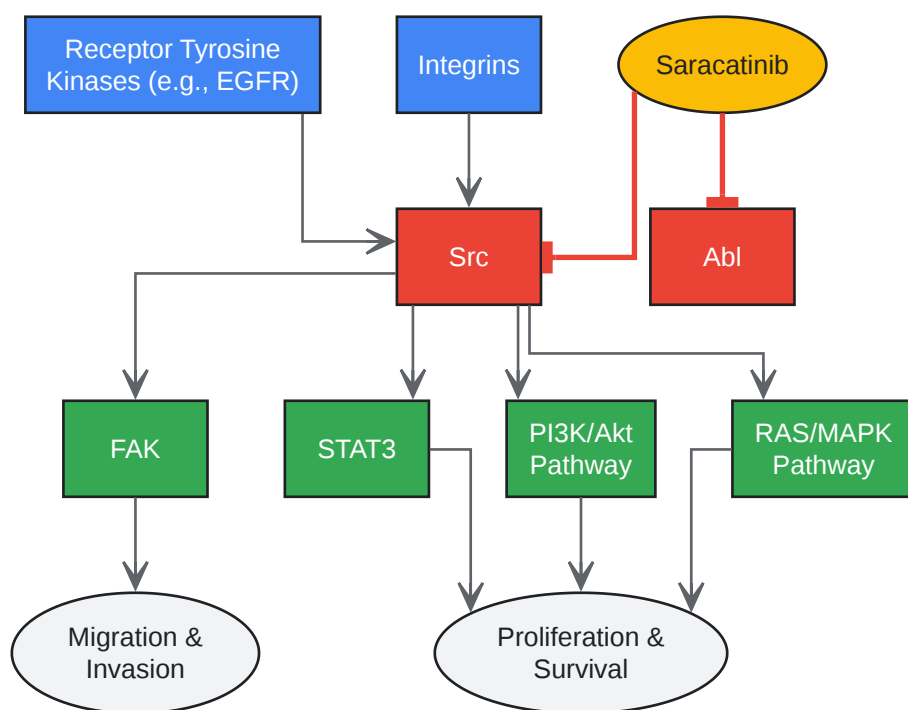 Receptor Tyrosine
Kinases (e.g., EGFR)
Integrins
Saracatinib
Src
Abl
FAK
STAT3
PI3K/Akt
Pathway
RAS/MAPK
Pathway
Migration &
Invasion
Proliferation &
Survival